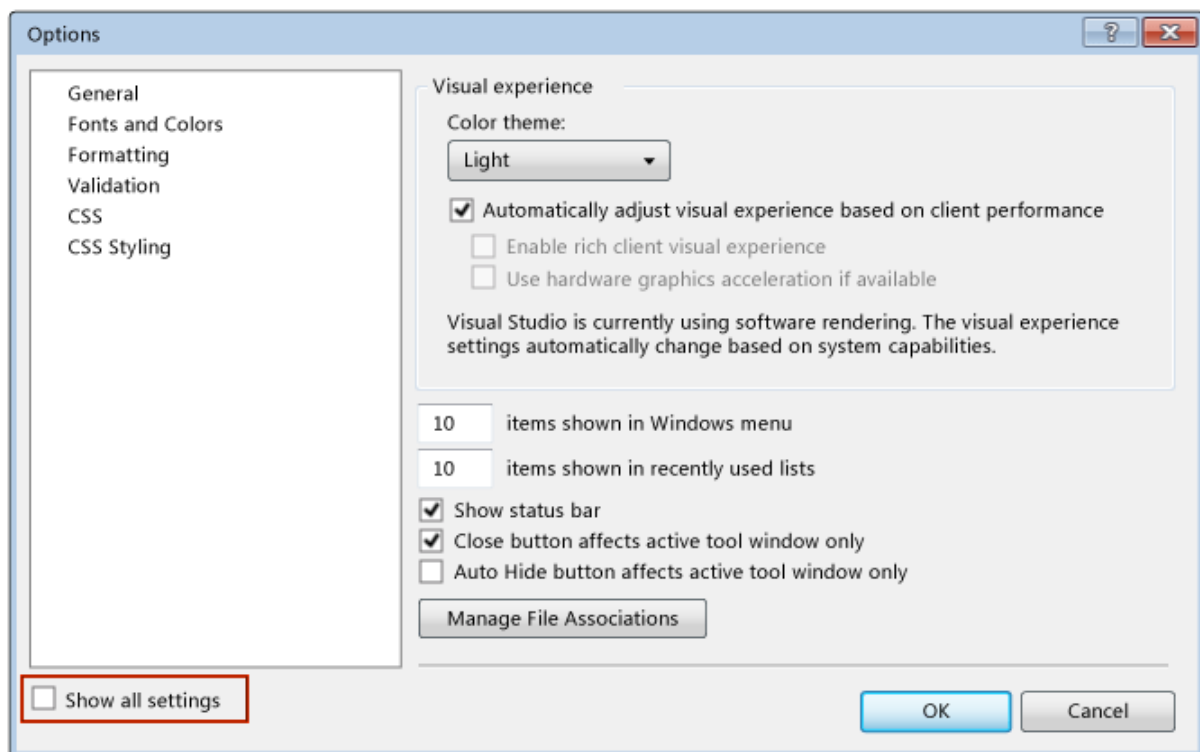 Options
General
Fonts and Colors
Formatting
Validation
CSS
CSS Styling
Visual experience
Color theme:
Light
Automatically adjust visual experience based on client performance
Enable rich client visual experience
Use hardware graphics acceleration if available
Visual Studio is currently using software rendering. The visual experience
settings automatically change based on system capabilities.
10 items shown in Windows menu
10 items shown in recently used lists
Show status bar
Close button affects active tool window only
Auto Hide button affects active tool window only
Manage File Associations
Show all settings
OK Cancel